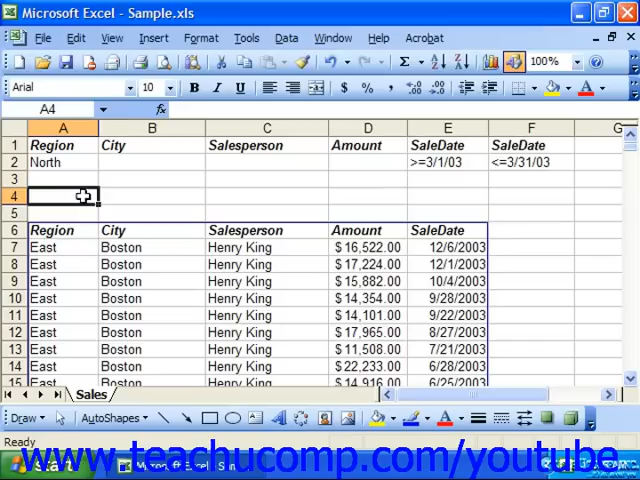 Microsoft Excel - Sample.xls
File Edit View Insert Format Tools Data Window Help Acrobat
Σ 100%
Arial 10 B I U $ %
A4 fx
A B C D E F G
1 Region City Salesperson Amount SaleDate SaleDate
2 North >=3/1/03 <=3/31/03
3
4
5
6 Region City Salesperson Amount SaleDate
7 East Boston Henry King $16,522.00 12/6/2003
8 East Boston Henry King $17,224.00 12/1/2003
9 East Boston Henry King $15,882.00 10/4/2003
10 East Boston Henry King $14,354.00 9/28/2003
11 East Boston Henry King $14,101.00 9/22/2003
12 East Boston Henry King $17,965.00 8/27/2003
13 East Boston Henry King $11,508.00 7/21/2003
14 East Boston Henry King $22,233.00 6/28/2003
15 East Boston Henry King $14,916.00 6/25/2003
Sales
Draw AutoShapes A
Ready
www.teachucomp.com/youtube
Start Microsoft Excel - Sam